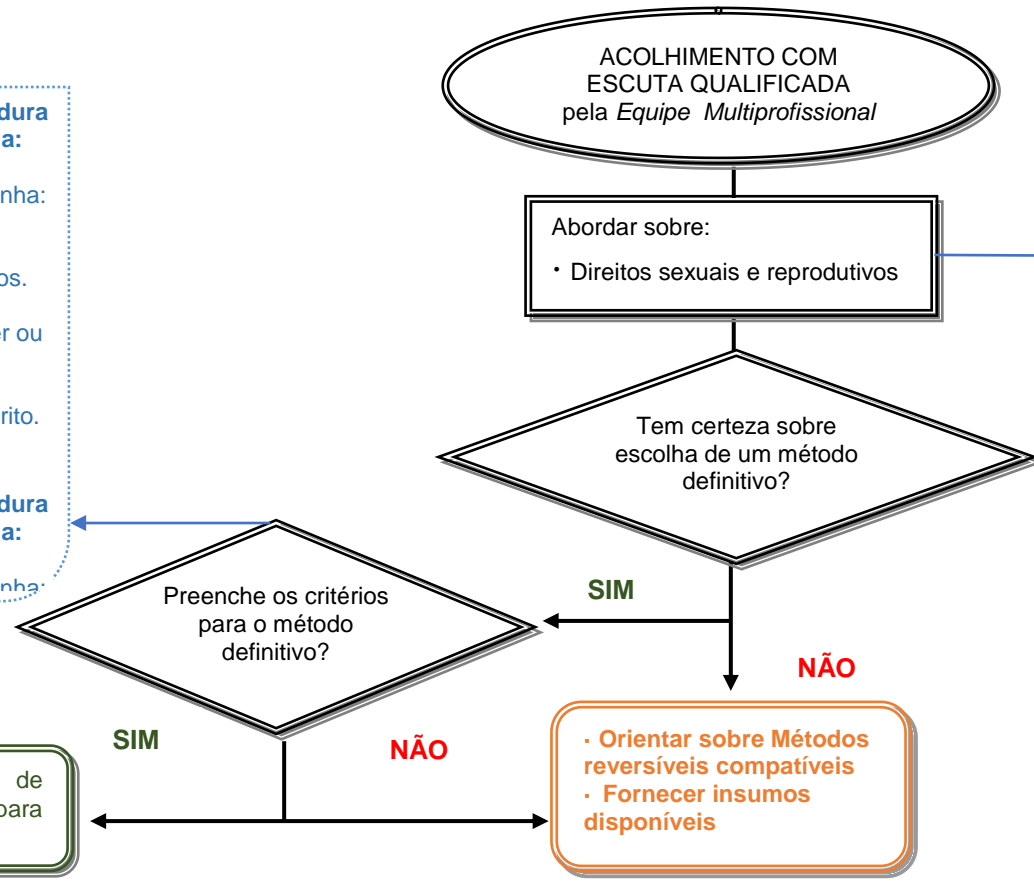 ACOLHIMENTO COM
ESCUTA QUALIFICADA
pela Equipe Multiprofissional
Abordar sobre:
· Direitos sexuais e reprodutivos
Tem certeza sobre
escolha de um método
definitivo?
SIM
NÃO
Preenche os critérios
para o método
definitivo?
SIM
NÃO
· Orientar sobre Métodos
reversíveis compatíveis
· Fornecer insumos
disponíveis
de
para
dura
a:
nha:
os.
er ou
rito.
dura
a:
nha: